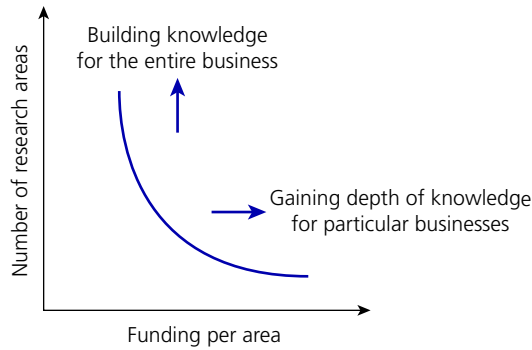 Building knowledge
for the entire business
Number of research areas
Gaining depth of knowledge
for particular businesses
Funding per area